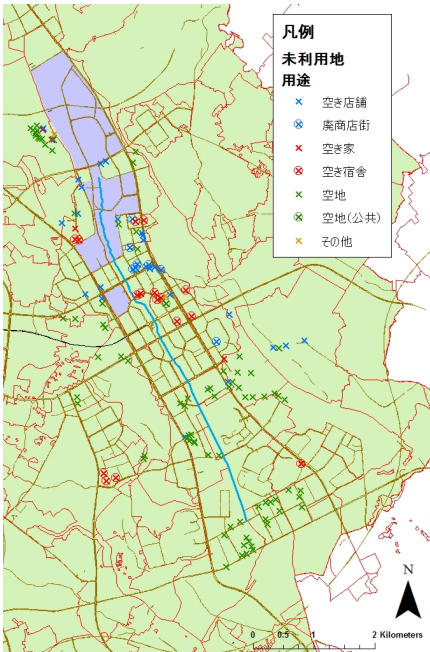 凡例
未利用地
用途
空き店舗
廃商店街
空き家
空き宿舎
空地
空地(公共)
その他
N
0 0.5 1 2 Kilometers